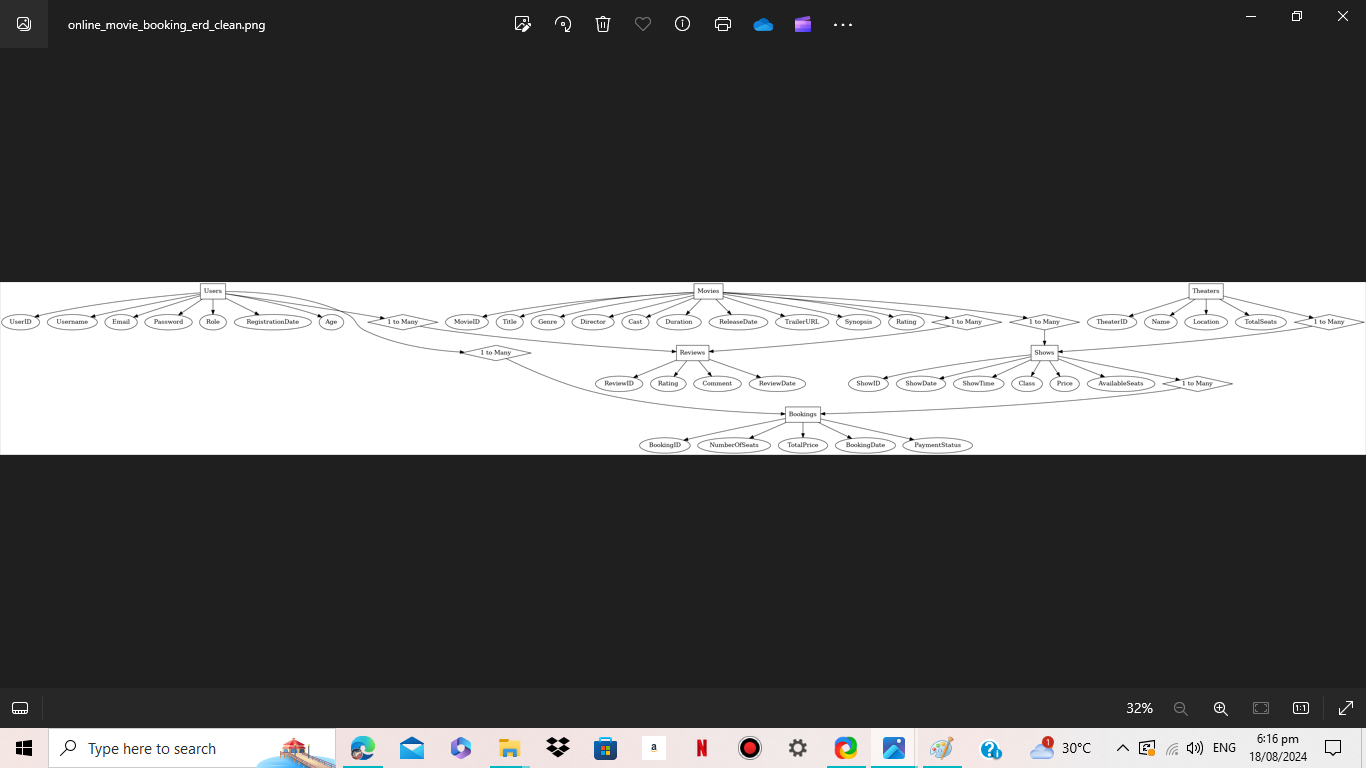 online_movie_booking_erd_clean.png
Users
Movies
Theaters
UserID
Username
Email
Password
Role
RegistrationDate
Age
1 to Many
MovieID
Title
Genre
Director
Cast
Duration
ReleaseDate
TrailerURL
Synopsis
Rating
1 to Many
1 to Many
TheaterID
Name
Location
TotalSeats
1 to Many
1 to Many
Reviews
Shows
ReviewID
Rating
Comment
ReviewDate
ShowID
ShowDate
ShowTime
Class
Price
AvailableSeats
1 to Many
Bookings
BookingID
NumberOfSeats
TotalPrice
BookingDate
PaymentStatus
32%
1:1
Type here to search
a
N
1
30°C
ENG
6:16 pm
18/08/2024